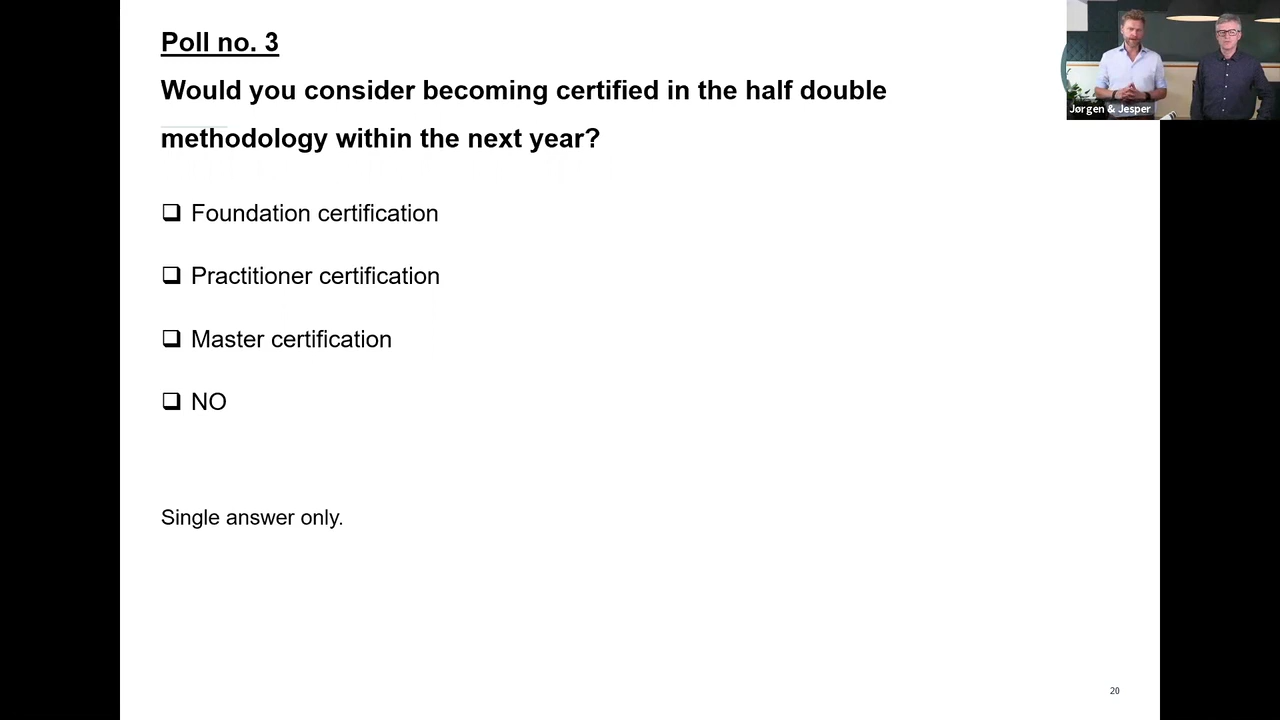 Poll no. 3
Would you consider becoming certified in the half double
methodology within the next year?
❑ Foundation certification
❑ Practitioner certification
❑ Master certification
❑ NO
Single answer only.
20
Jørgen & Jesper